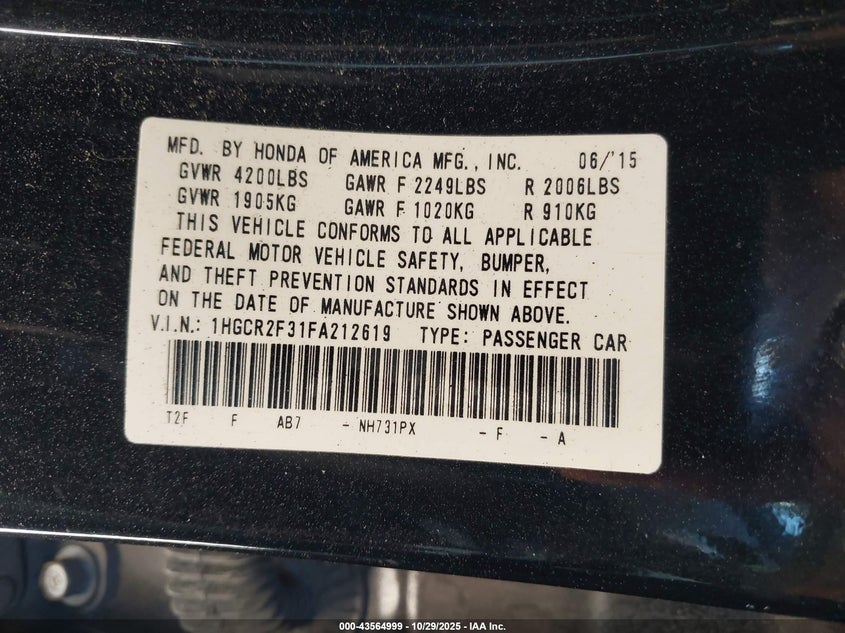 MFD. BY HONDA OF AMERICA MFG., INC. 06/'15
GVWR 4200LBS GAWR F 2249LBS R 2006LBS
GVWR 1905KG GAWR F 1020KG R 910KG
THIS VEHICLE CONFORMS TO ALL APPLICABLE
FEDERAL MOTOR VEHICLE SAFETY, BUMPER,
AND THEFT PREVENTION STANDARDS IN EFFECT
ON THE DATE OF MANUFACTURE SHOWN ABOVE.
V.I.N.: 1HGCR2F31FA212619 TYPE: PASSENGER CAR
T2F F AB7 - NH731PX - F - A
000-43564999 | 10/29/2025 - IAA Inc.